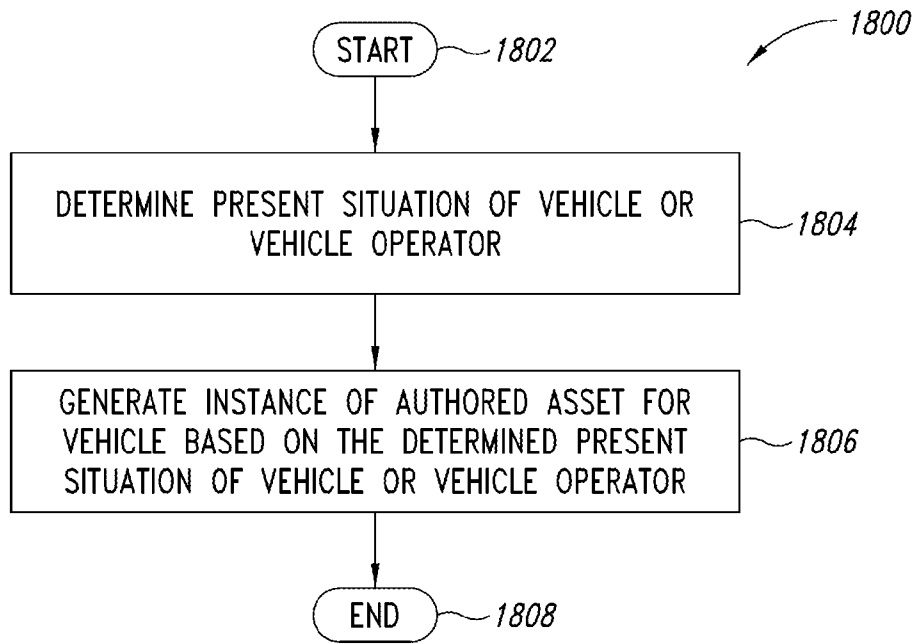 1800
START 1802
DETERMINE PRESENT SITUATION OF VEHICLE OR
VEHICLE OPERATOR
1804
GENERATE INSTANCE OF AUTHORED ASSET FOR
VEHICLE BASED ON THE DETERMINED PRESENT
SITUATION OF VEHICLE OR VEHICLE OPERATOR
1806
END 1808